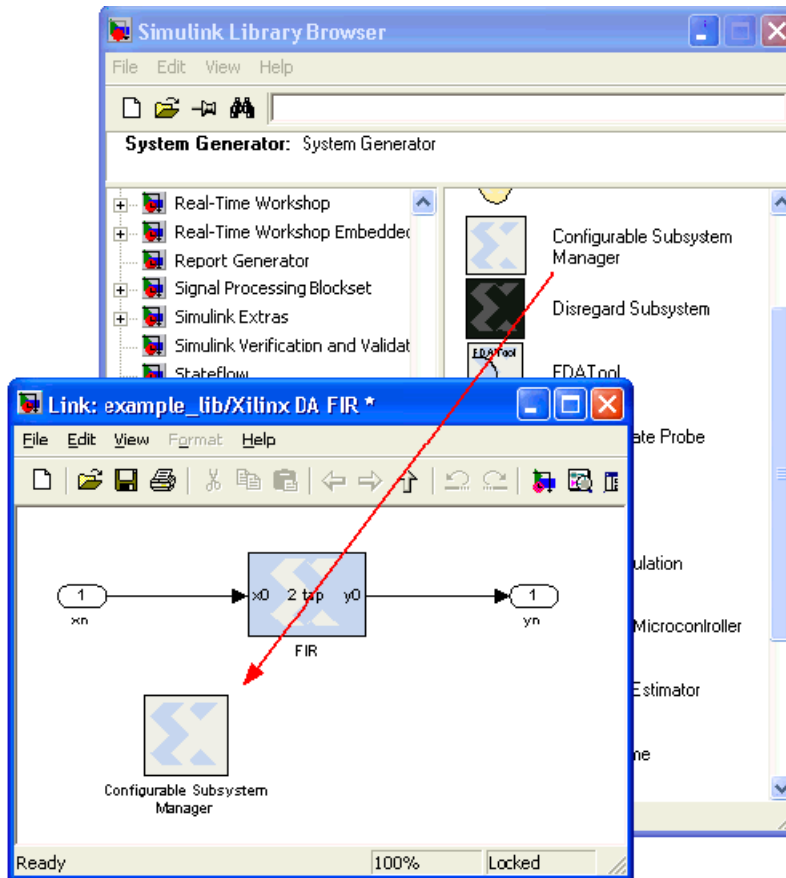 Simulink Library Browser
File Edit View Help
System Generator: System Generator
Real-Time Workshop
Real-Time Workshop Embedded
Report Generator
Signal Processing Blockset
Simulink Extras
Simulink Verification and Validat
Stateflow
Configurable Subsystem
Manager
Disregard Subsystem
FDATool
FDATool
ate Probe
ulation
Microconlroller
Estimator
me
Link: example_lib/Xilinx DA FIR *
File Edit View Format Help
1
xn
x0 2 tap y0
FIR
1
yn
Configurable Subsystem
Manager
Ready 100% Locked